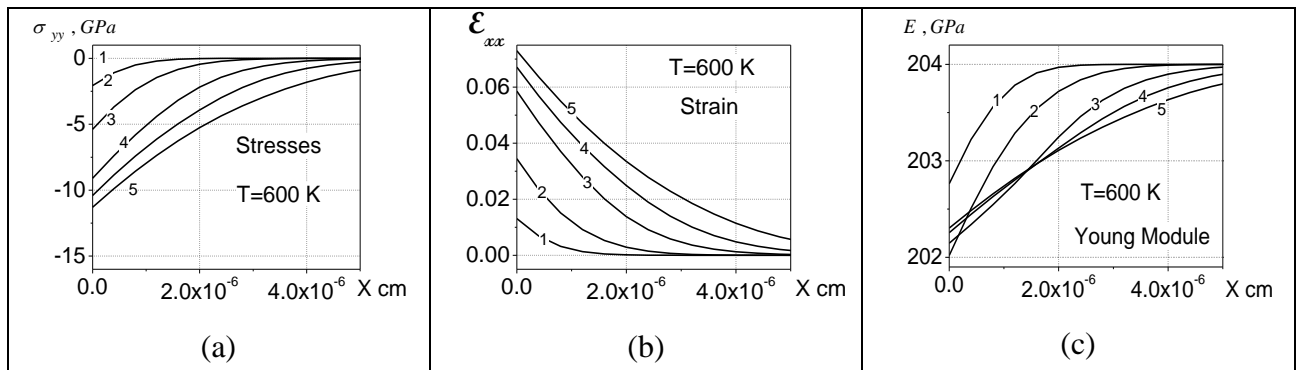 σ yy , GPa
0
-5
-10
-15
1
2
3
4
5
Stresses
T=600 K
0.0
2.0x10⁻⁶
4.0x10⁻⁶
X cm
(a)
ε xx
0.06
0.04
0.02
0.00
T=600 K
Strain
5
4
3
2
1
0.0
2.0x10⁻⁶
4.0x10⁻⁶
X cm
(b)
E , GPa
204
203
202
1
2
3
4
5
T=600 K
Young Module
0.0
2.0x10⁻⁶
4.0x10⁻⁶
X cm
(c)